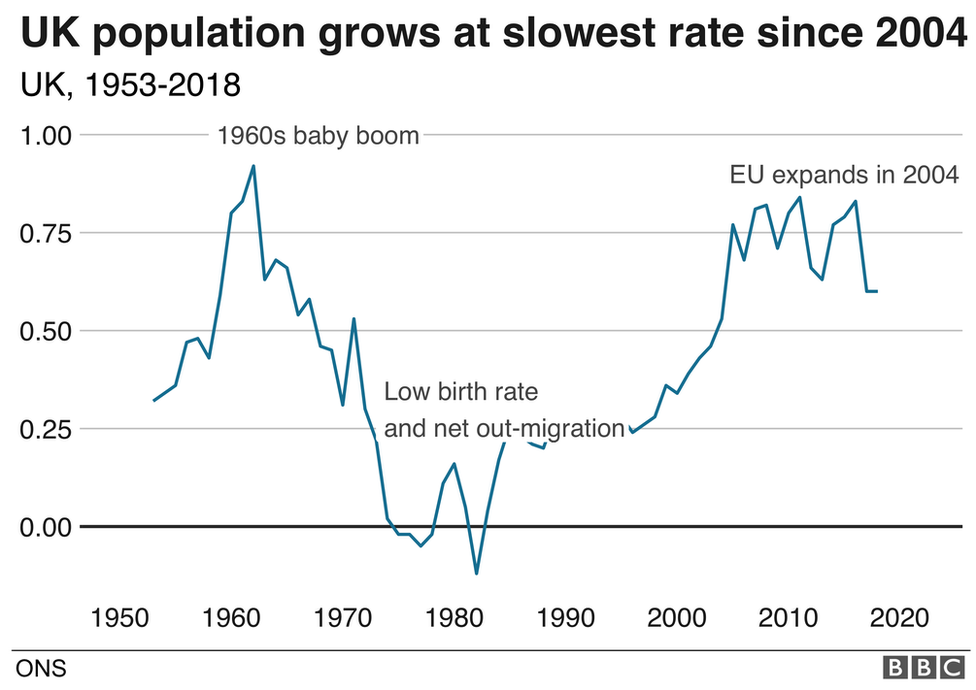 UK population grows at slowest rate since 2004
UK, 1953-2018
1.00
1960s baby boom
EU expands in 2004
0.75
0.50
Low birth rate
0.25
and net out-migration
0.00
1950 1960 1970 1980 1990 2000 2010 2020
ONS
BBC